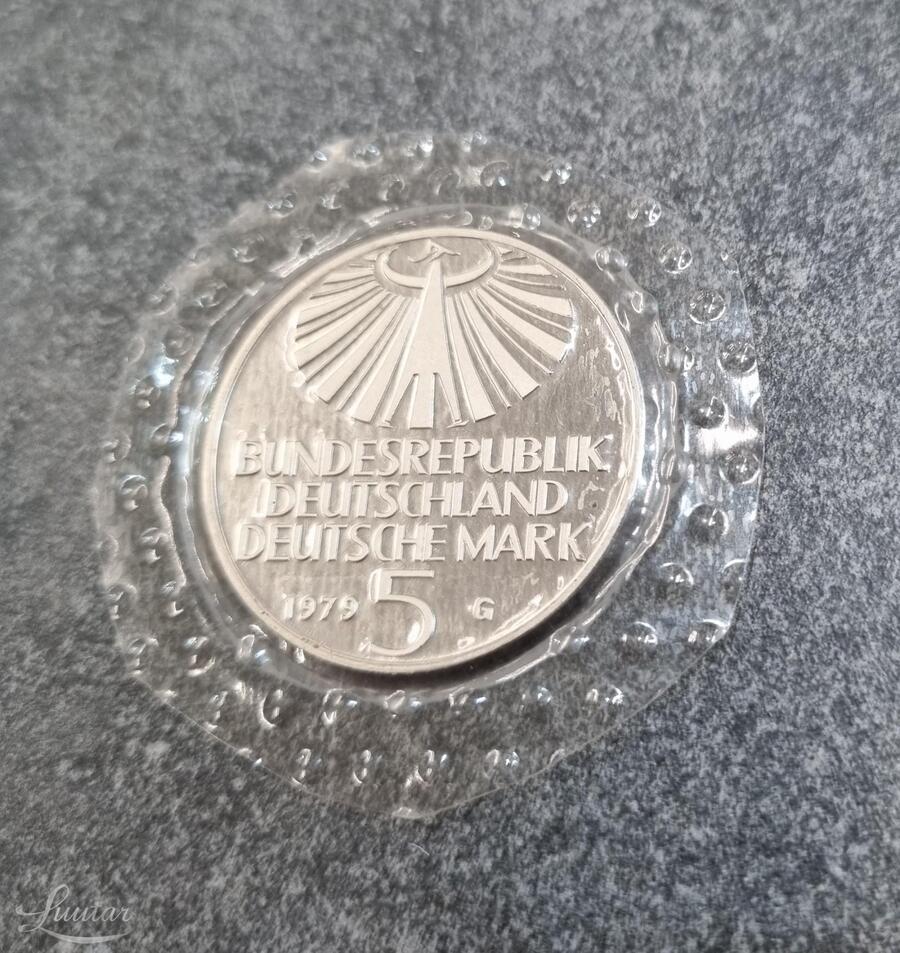 BUNDESREPUBLIK
DEUTSCHLAND
DEUTSCHE MARK
1979 5 G
Luutar